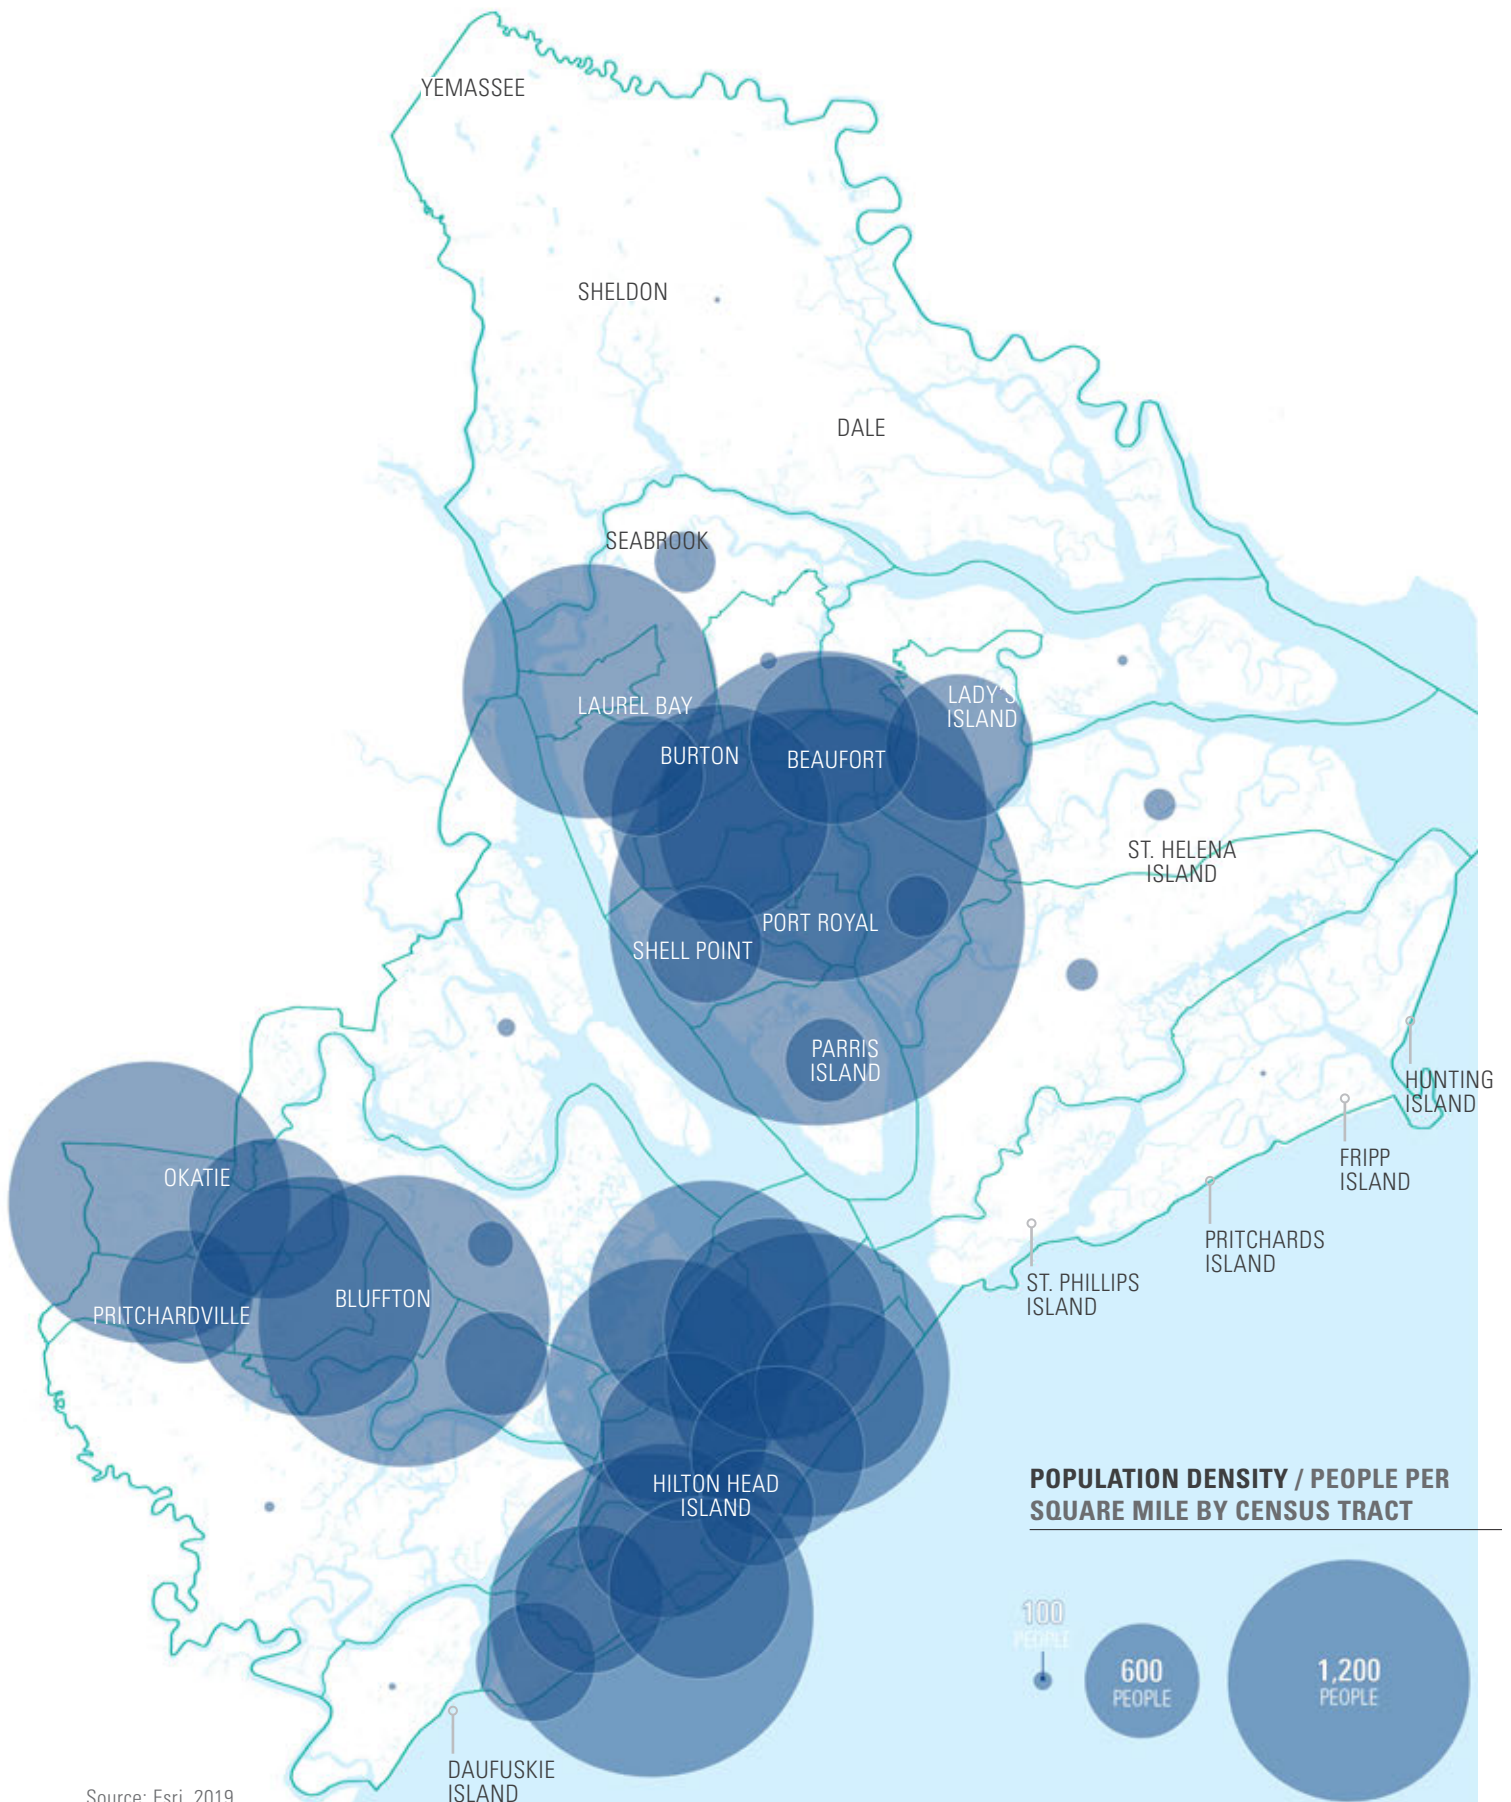 YEMASSEE
SHELDON
DALE
SEABROOK
LAUREL BAY
LADY'S
ISLAND
BURTON
BEAUFORT
ST. HELENA
ISLAND
PORT ROYAL
SHELL POINT
PARRIS
ISLAND
HUNTING
ISLAND
FRIPP
ISLAND
OKATIE
PRITCHARDS
ISLAND
ST. PHILLIPS
ISLAND
BLUFFTON
PRITCHARDVILLE
HILTON HEAD
ISLAND
POPULATION DENSITY / PEOPLE PER
SQUARE MILE BY CENSUS TRACT
100
PEOPLE
600
PEOPLE
1,200
PEOPLE
DAUFUSKIE
ISLAND
Source: Esri, 2019